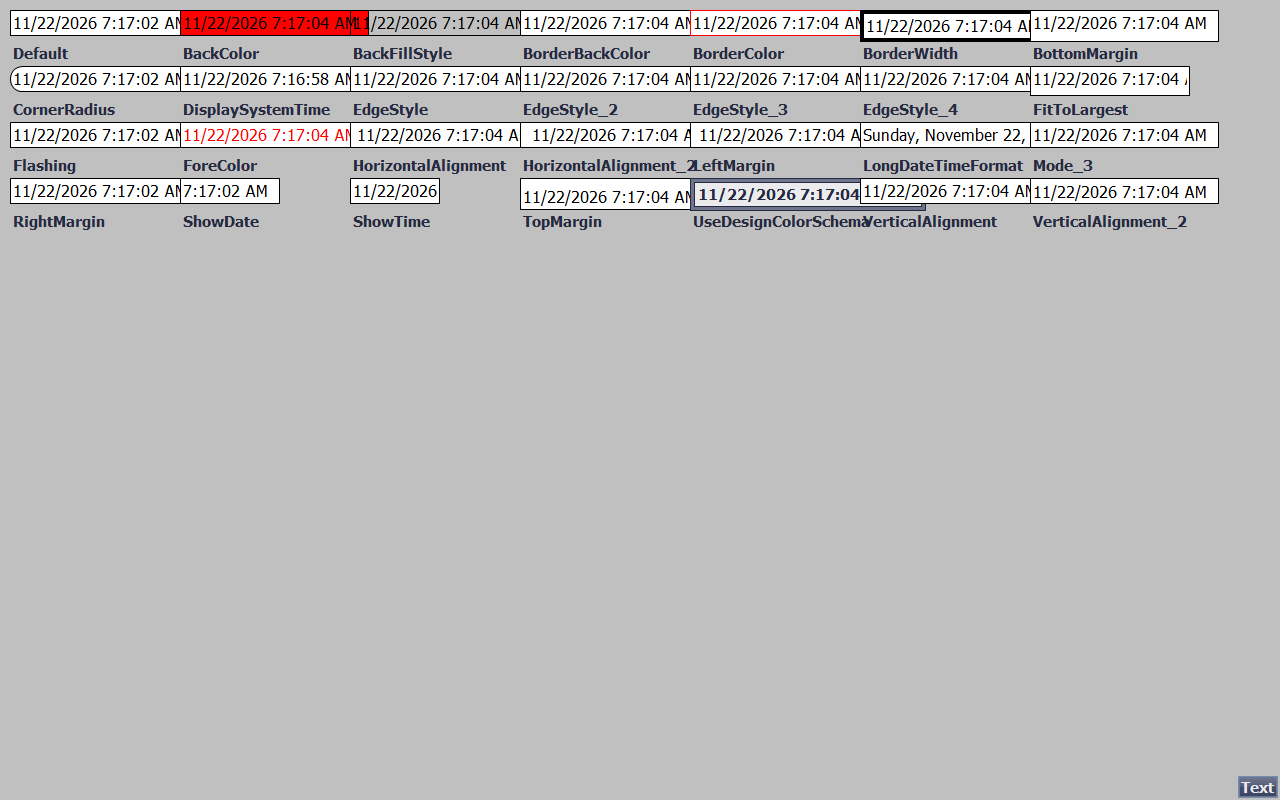 11/22/2026 7:17:02 AM 11/22/2026 7:17:04 AM 11/22/2026 7:17:04 AM 11/22/2026 7:17:04 AM 11/22/2026 7:17:04 AM 11/22/2026 7:17:04 AM 11/22/2026 7:17:04 AM
Default BackColor BackFillStyle BorderBackColor BorderColor BorderWidth BottomMargin
11/22/2026 7:17:02 AM 11/22/2026 7:16:58 AM 11/22/2026 7:17:04 AM 11/22/2026 7:17:04 AM 11/22/2026 7:17:04 AM 11/22/2026 7:17:04 AM 11/22/2026 7:17:04
CornerRadius DisplaySystemTime EdgeStyle EdgeStyle_2 EdgeStyle_3 EdgeStyle_4 FitToLargest
11/22/2026 7:17:02 AM 11/22/2026 7:17:04 AM 11/22/2026 7:17:04 A 11/22/2026 7:17:04 A 11/22/2026 7:17:04 A Sunday, November 22, 11/22/2026 7:17:04 AM
Flashing ForeColor HorizontalAlignment HorizontalAlignment_2 LeftMargin LongDateTimeFormat Mode_3
11/22/2026 7:17:02 AM 7:17:02 AM 11/22/2026 11/22/2026 7:17:04 AM 11/22/2026 7:17:04 11/22/2026 7:17:04 AM 11/22/2026 7:17:04 AM
RightMargin ShowDate ShowTime TopMargin UseDesignColorSchema VerticalAlignment VerticalAlignment_2
Text